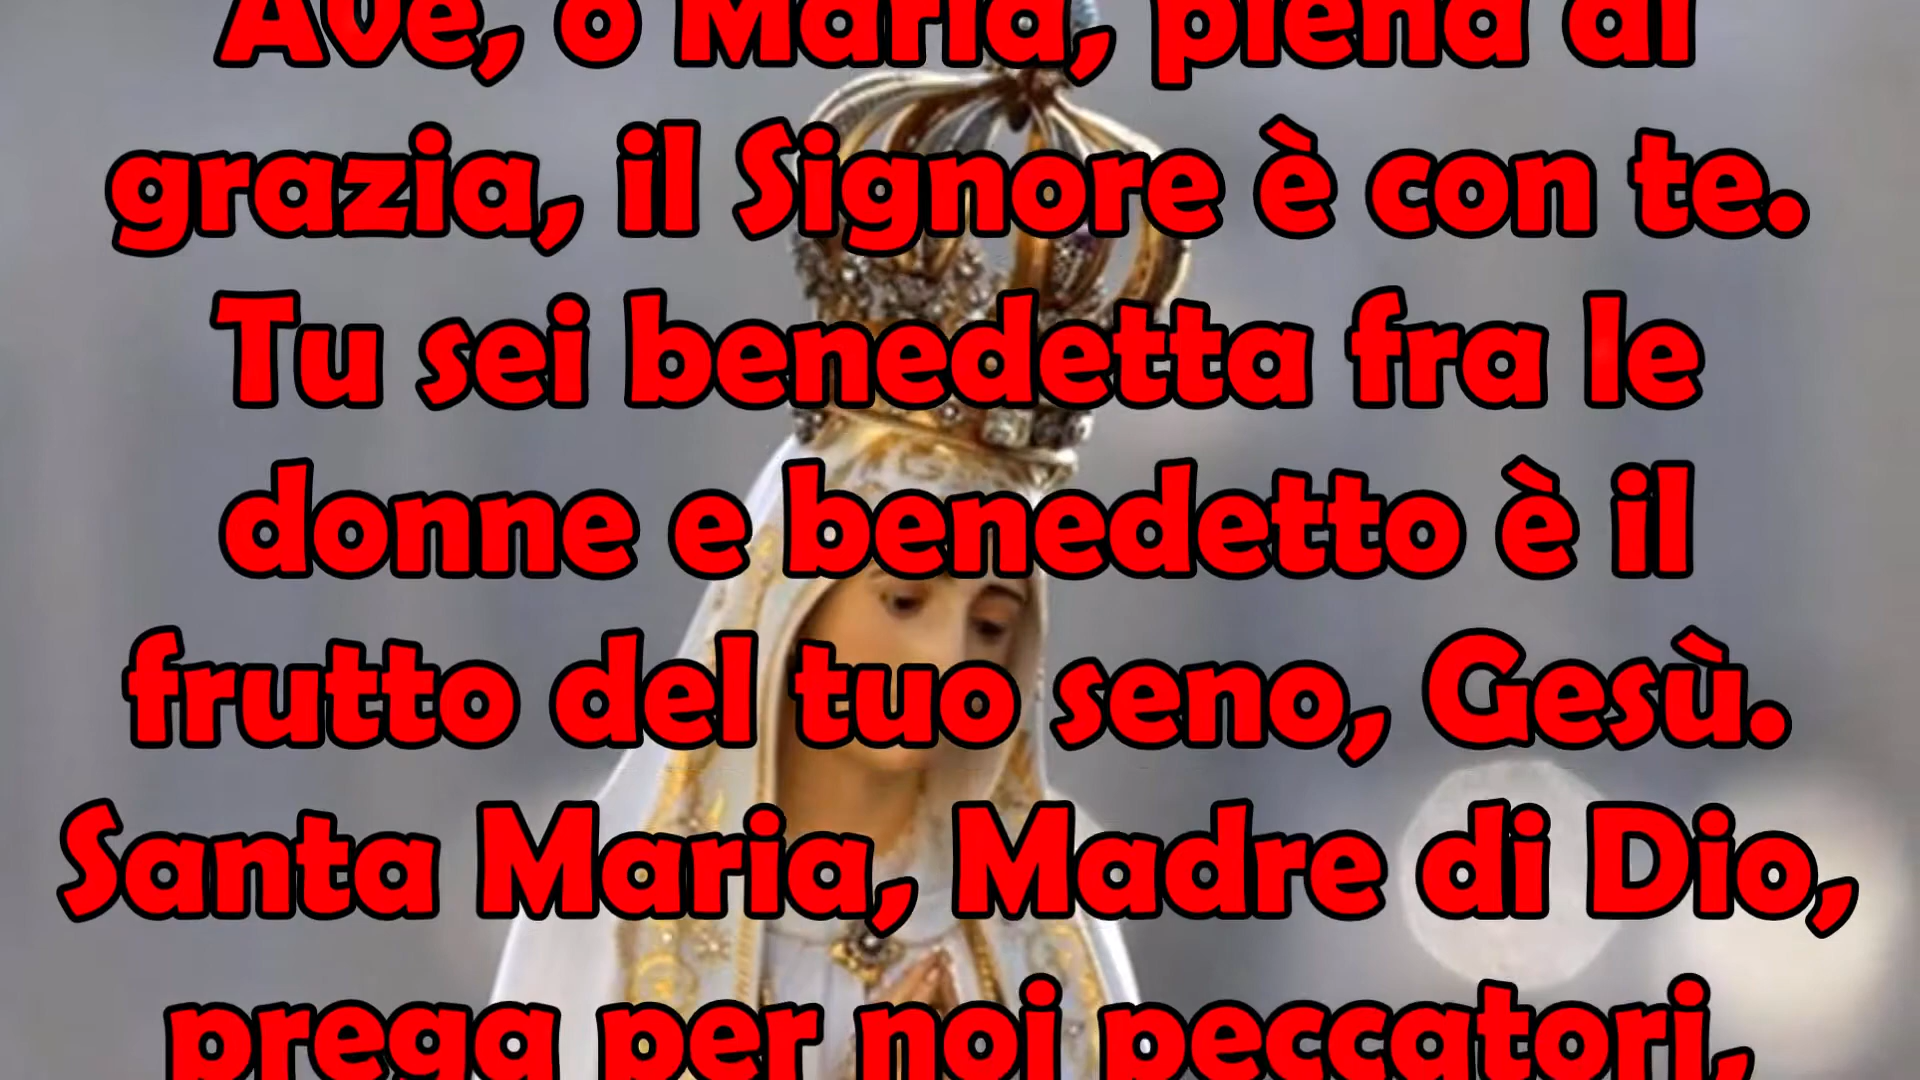 Ave, o Maria, piena di
grazia, il Signore è con te.
Tu sei benedetta fra le
donne e benedetto è il
frutto del tuo seno, Gesù.
Santa Maria, Madre di Dio,
prega per noi peccatori,